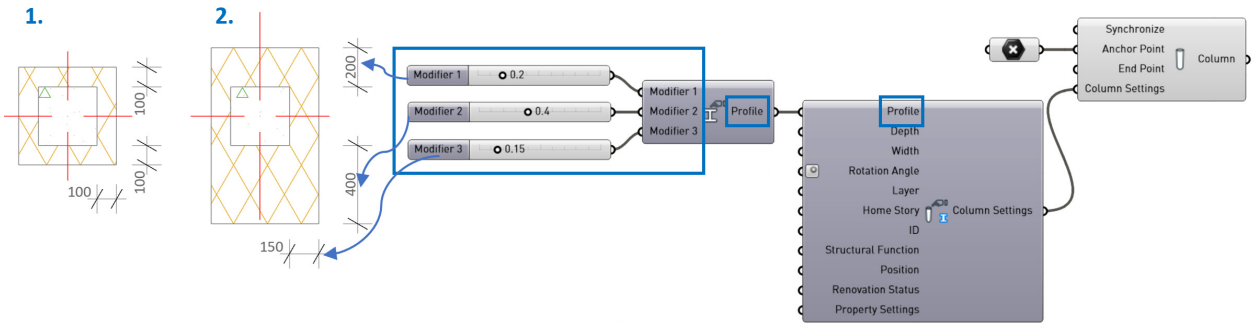 1.
100
100
100
2.
200
400
150
Modifier 1
0.2
Modifier 2
0.4
Modifier 3
0.15
Modifier 1
Modifier 2
Modifier 3
Profile
Profile
Depth
Width
Rotation Angle
Layer
Home Story
ID
Structural Function
Position
Renovation Status
Property Settings
Column Settings
Synchronize
Anchor Point
End Point
Column Settings
Column